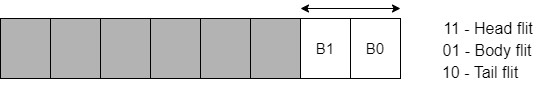 B1 B0
11 - Head flit
01 - Body flit
10 - Tail flit